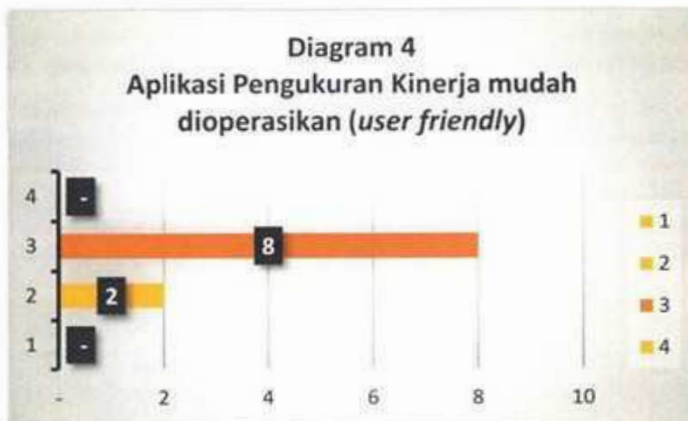 Diagram 4
Aplikasi Pengukuran Kinerja mudah
dioperasikan (user friendly)
4 -
3 8
2 2
1 -
- 2 4 6 8 10
1
2
3
4